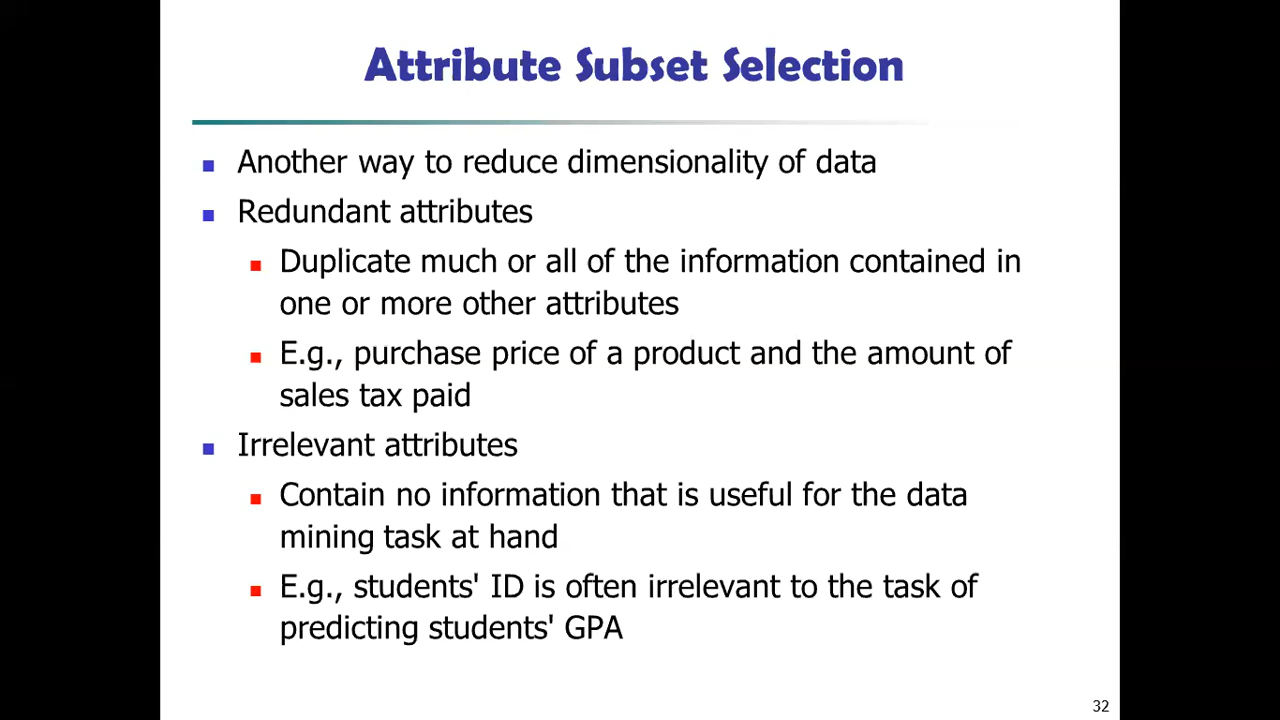 Attribute Subset Selection
Another way to reduce dimensionality of data
Redundant attributes
Duplicate much or all of the information contained in
one or more other attributes
E.g., purchase price of a product and the amount of
sales tax paid
Irrelevant attributes
Contain no information that is useful for the data
mining task at hand
E.g., students' ID is often irrelevant to the task of
predicting students' GPA
32